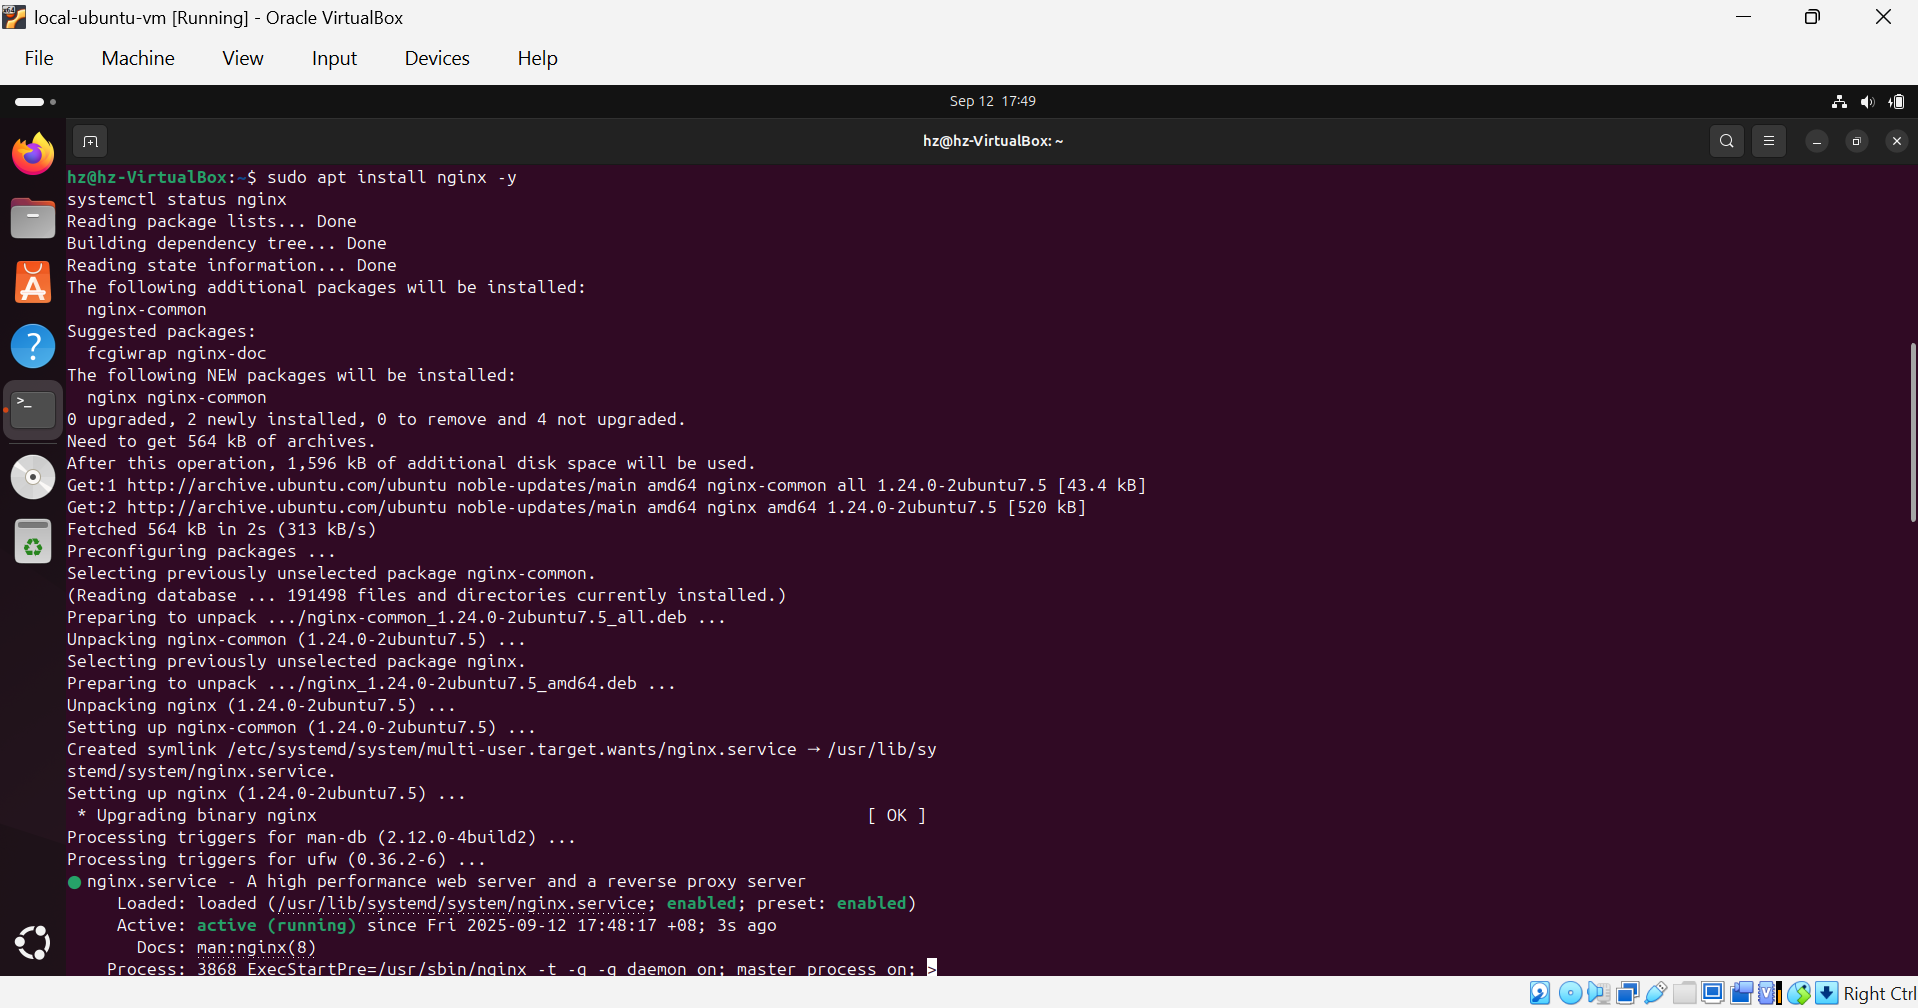 local-ubuntu-vm [Running] - Oracle VirtualBox
File Machine View Input Devices Help
Sep 12 17:49
hz@hz-VirtualBox: ~
hz@hz-VirtualBox:~$ sudo apt install nginx -y
systemctl status nginx
Reading package lists... Done
Building dependency tree... Done
Reading state information... Done
The following additional packages will be installed:
  nginx-common
Suggested packages:
  fcgiwrap nginx-doc
The following NEW packages will be installed:
  nginx nginx-common
0 upgraded, 2 newly installed, 0 to remove and 4 not upgraded.
Need to get 564 kB of archives.
After this operation, 1,596 kB of additional disk space will be used.
Get:1 http://archive.ubuntu.com/ubuntu noble-updates/main amd64 nginx-common all 1.24.0-2ubuntu7.5 [43.4 kB]
Get:2 http://archive.ubuntu.com/ubuntu noble-updates/main amd64 nginx amd64 1.24.0-2ubuntu7.5 [520 kB]
Fetched 564 kB in 2s (313 kB/s)
Preconfiguring packages ...
Selecting previously unselected package nginx-common.
(Reading database ... 191498 files and directories currently installed.)
Preparing to unpack .../nginx-common_1.24.0-2ubuntu7.5_all.deb ...
Unpacking nginx-common (1.24.0-2ubuntu7.5) ...
Selecting previously unselected package nginx.
Preparing to unpack .../nginx_1.24.0-2ubuntu7.5_amd64.deb ...
Unpacking nginx (1.24.0-2ubuntu7.5) ...
Setting up nginx-common (1.24.0-2ubuntu7.5) ...
Created symlink /etc/systemd/system/multi-user.target.wants/nginx.service → /usr/lib/sy
stemd/system/nginx.service.
Setting up nginx (1.24.0-2ubuntu7.5) ...
 * Upgrading binary nginx [ OK ]
Processing triggers for man-db (2.12.0-4build2) ...
Processing triggers for ufw (0.36.2-6) ...
● nginx.service - A high performance web server and a reverse proxy server
     Loaded: loaded (/usr/lib/systemd/system/nginx.service; enabled; preset: enabled)
     Active: active (running) since Fri 2025-09-12 17:48:17 +08; 3s ago
       Docs: man:nginx(8)
    Process: 3868 ExecStartPre=/usr/sbin/nginx -t -q -g daemon on; master_process on; >
Right Ctrl